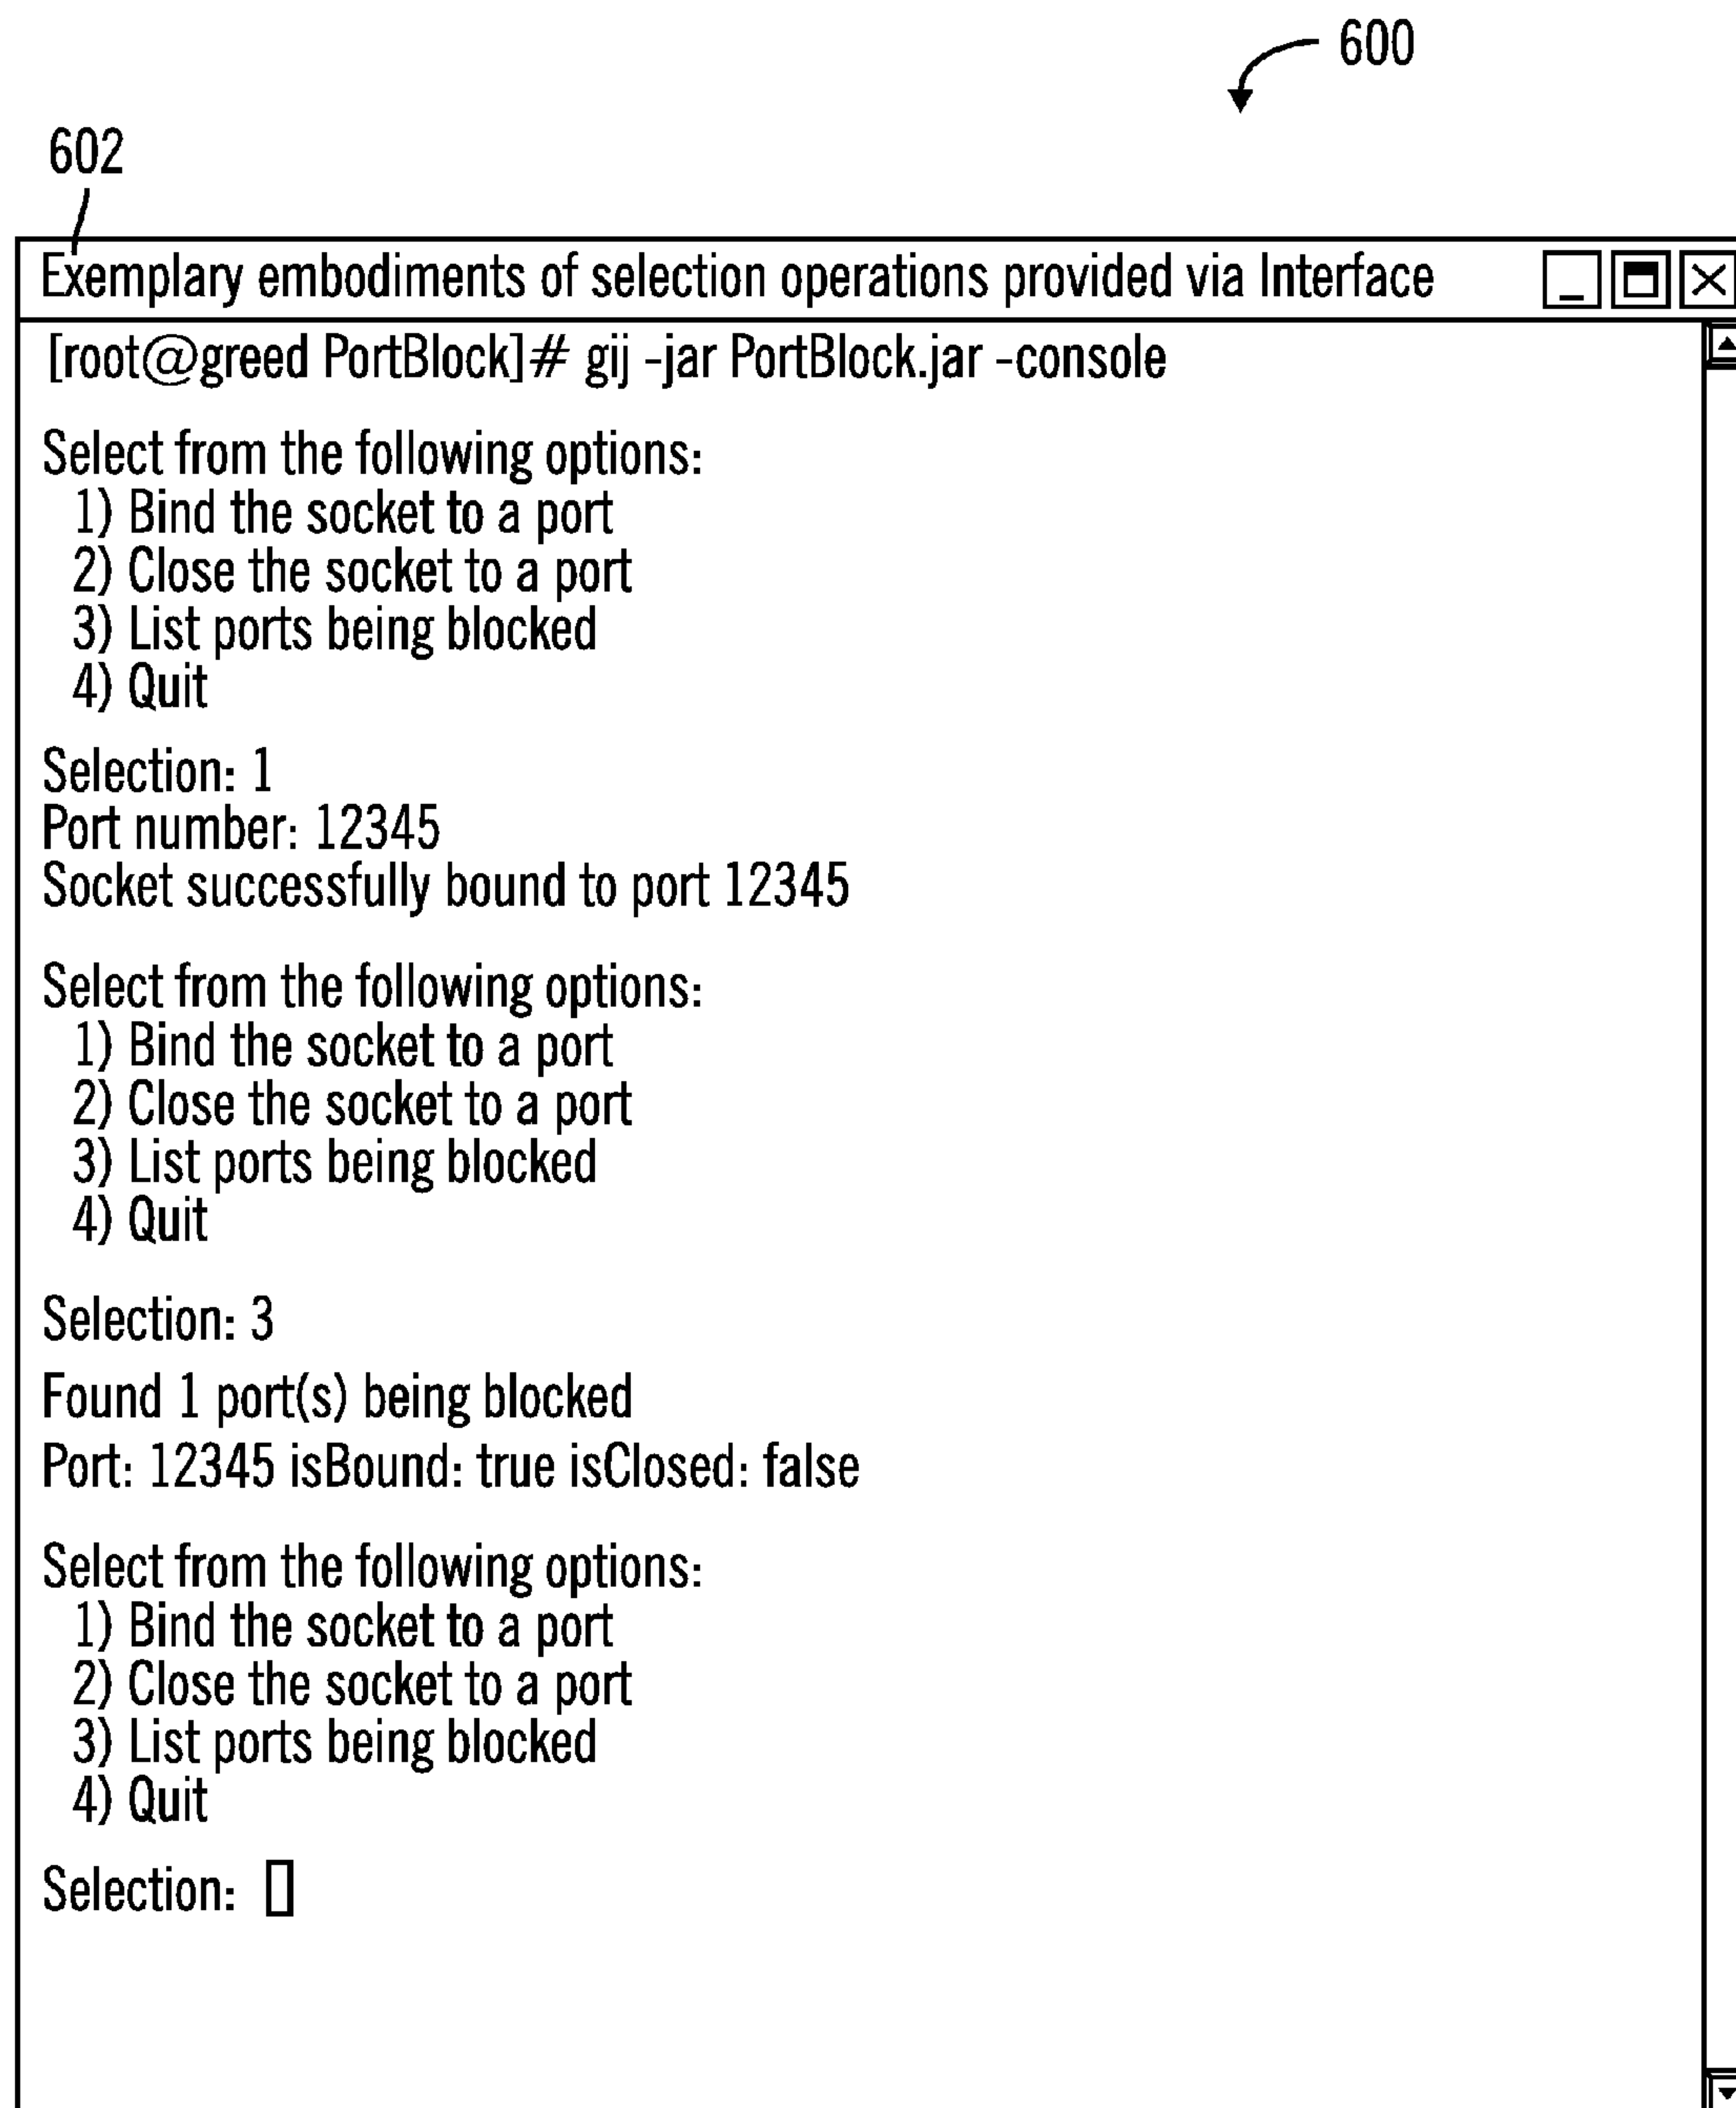 600
602
Exemplary embodiments of selection operations provided via Interface
[root@greed PortBlock]# gij -jar PortBlock.jar -console
Select from the following options:
1) Bind the socket to a port
2) Close the socket to a port
3) List ports being blocked
4) Quit
Selection: 1
Port number: 12345
Socket successfully bound to port 12345
Select from the following options:
1) Bind the socket to a port
2) Close the socket to a port
3) List ports being blocked
4) Quit
Selection: 3
Found 1 port(s) being blocked
Port: 12345 isBound: true isClosed: false
Select from the following options:
1) Bind the socket to a port
2) Close the socket to a port
3) List ports being blocked
4) Quit
Selection: